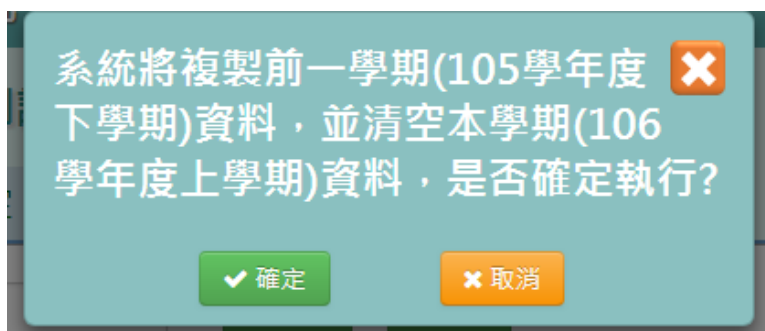 系統將複製前一學期(105學年度
下學期)資料，並清空本學期(106
學年度上學期)資料，是否確定執行?
確定
取消